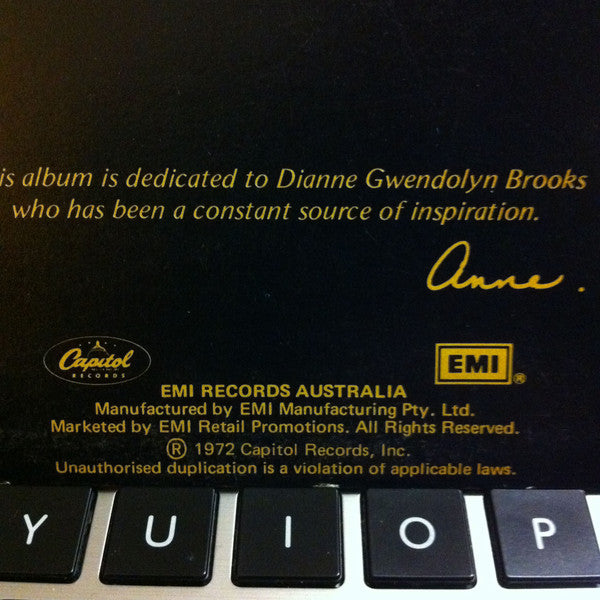 is album is dedicated to Dianne Gwendolyn Brooks
who has been a constant source of inspiration.
Anne.
Capitol
RECORDS
EMI®
EMI RECORDS AUSTRALIA
Manufactured by EMI Manufacturing Pty. Ltd.
Marketed by EMI Retail Promotions. All Rights Reserved.
Ⓡ 1972 Capitol Records, Inc.
Unauthorised duplication is a violation of applicable laws.
Y U I O P